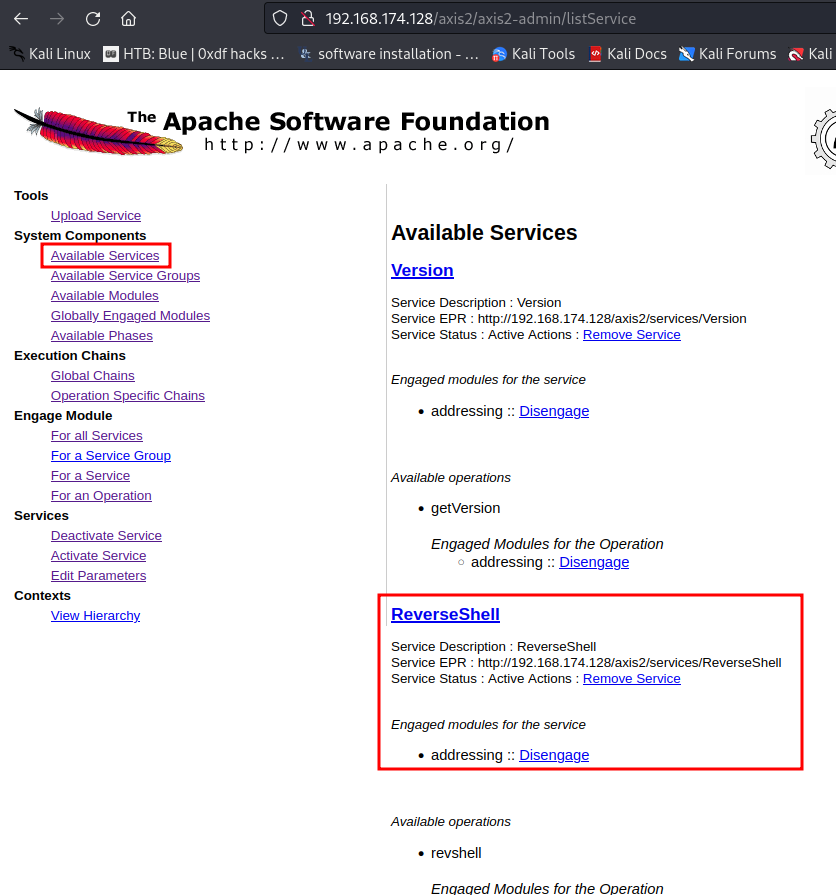 192.168.174.128/axis2/axis2-admin/listService
Kali Linux HTB: Blue | 0xdf hacks … software installation - … Kali Tools Kali Docs Kali Forums Kali
The Apache Software Foundation
http://www.apache.org/
Tools
Upload Service
System Components
Available Services
Available Service Groups
Available Modules
Globally Engaged Modules
Available Phases
Execution Chains
Global Chains
Operation Specific Chains
Engage Module
For all Services
For a Service Group
For a Service
For an Operation
Services
Deactivate Service
Activate Service
Edit Parameters
Contexts
View Hierarchy
Available Services
Version
Service Description : Version
Service EPR : http://192.168.174.128/axis2/services/Version
Service Status : Active Actions : Remove Service
Engaged modules for the service
• addressing :: Disengage
Available operations
• getVersion
Engaged Modules for the Operation
○ addressing :: Disengage
ReverseShell
Service Description : ReverseShell
Service EPR : http://192.168.174.128/axis2/services/ReverseShell
Service Status : Active Actions : Remove Service
Engaged modules for the service
• addressing :: Disengage
Available operations
• revshell
Engaged Modules for the Operation